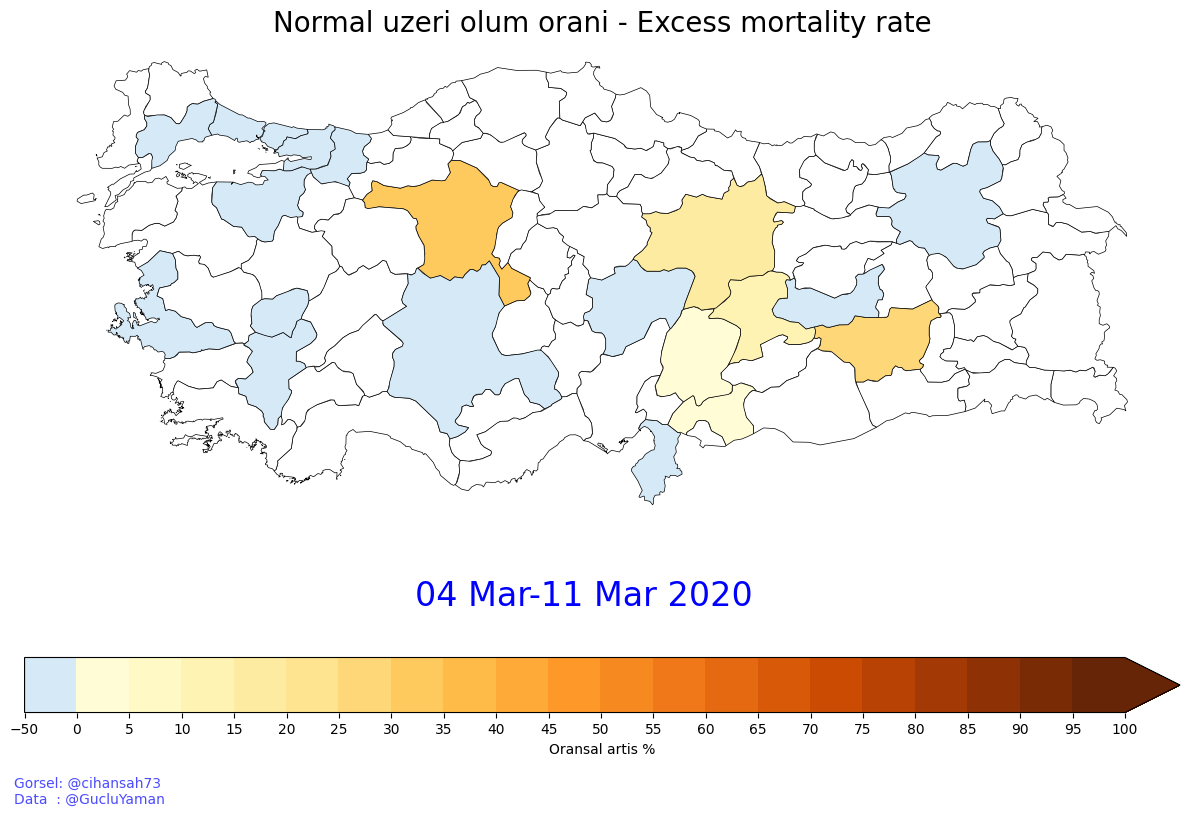 Normal uzeri olum orani - Excess mortality rate
04 Mar-11 Mar 2020
−50 0 5 10 15 20 25 30 35 40 45 50 55 60 65 70 75 80 85 90 95 100
Oransal artis %
Gorsel: @cihansah73
Data  : @GucluYaman